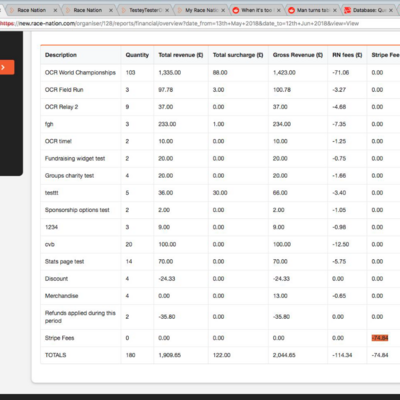 Race Nation Race Nation TesteyTester My Race Na When it's too Man turns to Database: Qu
https://new.race-nation.com/organiser/128/reports/financial/overview?date_from=13th+May+2018&date_to=12th+Jun+2018&view=View
Description Quantity Total revenue (£) Total surcharge (£) Gross Revenue (£) RN fees (£) Stripe Fee
OCR World Championships 103 1,335.00 88.00 1,423.00 -71.06 0.00
OCR Field Run 3 97.78 3.00 100.78 -3.27 0.00
OCR Relay 2 9 37.00 0.00 37.00 -4.68 0.00
fgh 3 233.00 1.00 234.00 -7.35 0.00
OCR time! 2 10.00 0.00 10.00 -1.25 0.00
Fundraising widget test 2 20.00 0.00 20.00 -0.75 0.00
Groups charity test 4 20.00 0.00 20.00 -1.66 0.00
testtt 5 36.00 30.00 66.00 -3.40 0.00
Sponsorship options test 2 2.00 0.00 2.00 -1.05 0.00
1234 3 9.00 0.00 9.00 -0.98 0.00
cvb 20 100.00 0.00 100.00 -12.50 0.00
Stats page test 14 70.00 0.00 70.00 -5.75 0.00
Discount 4 -24.33 0.00 -24.33 0.00 0.00
Merchandise 4 0.00 0.00 13.00 -0.65 0.00
Refunds applied during this
period 2 -35.80 0.00 -35.80 0.00 0.00
Stripe Fees 0 0.00 0.00 0.00 0.00 -74.84
TOTALS 180 1,909.65 122.00 2,044.65 -114.34 -74.84